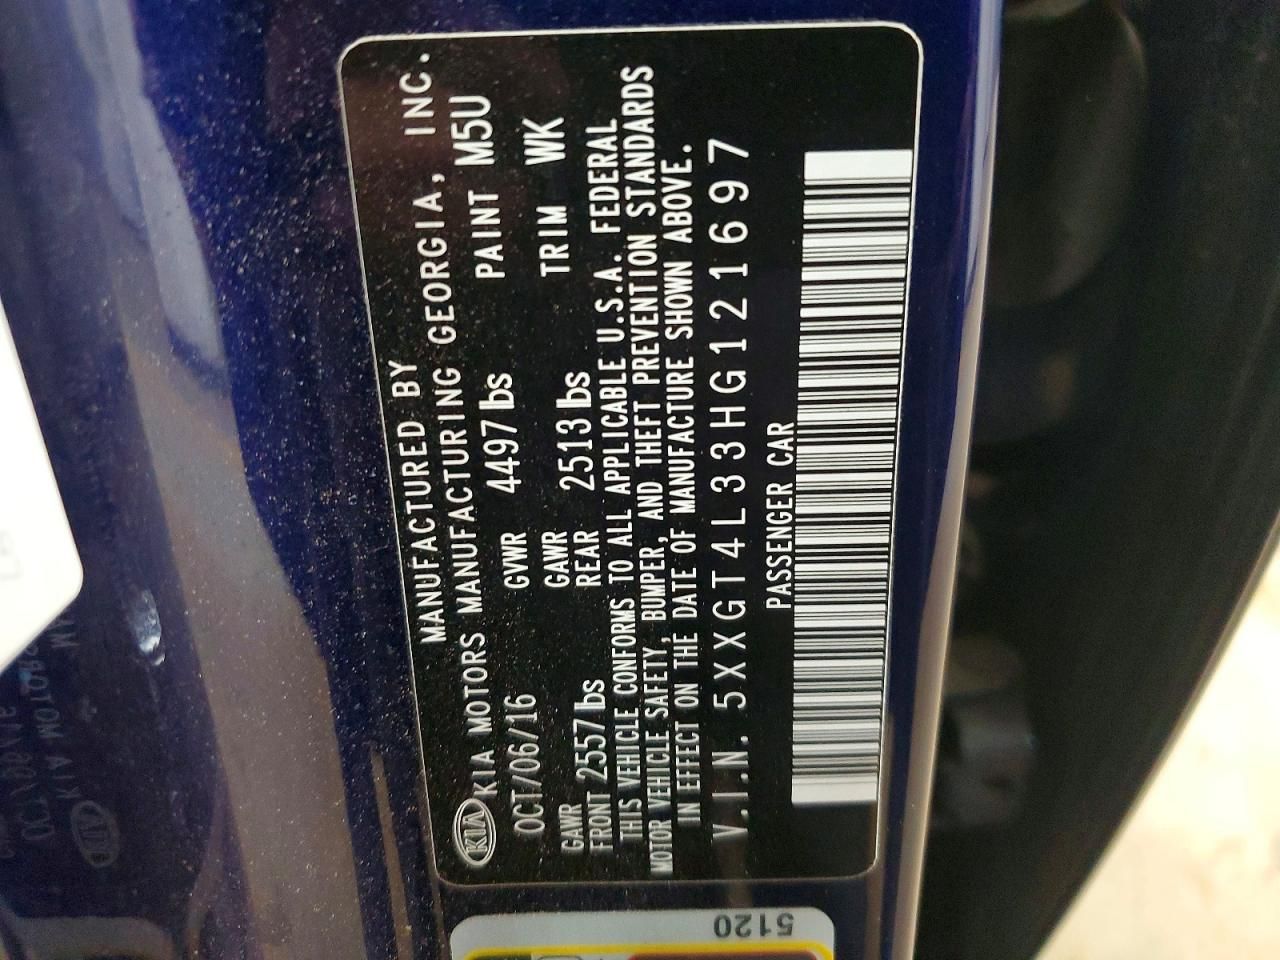 MANUFACTURED BY
KIA KIA MOTORS MANUFACTURING GEORGIA, INC.
OCT/06/16 GVWR 4497 lbs PAINT M5U
GAWR FRONT 2557 lbs GAWR REAR 2513 lbs TRIM WK
THIS VEHICLE CONFORMS TO ALL APPLICABLE U.S.A. FEDERAL
MOTOR VEHICLE SAFETY, BUMPER, AND THEFT PREVENTION STANDARDS
IN EFFECT ON THE DATE OF MANUFACTURE SHOWN ABOVE.
V.I.N. 5XXGT4L33HG121697
PASSENGER CAR
5120